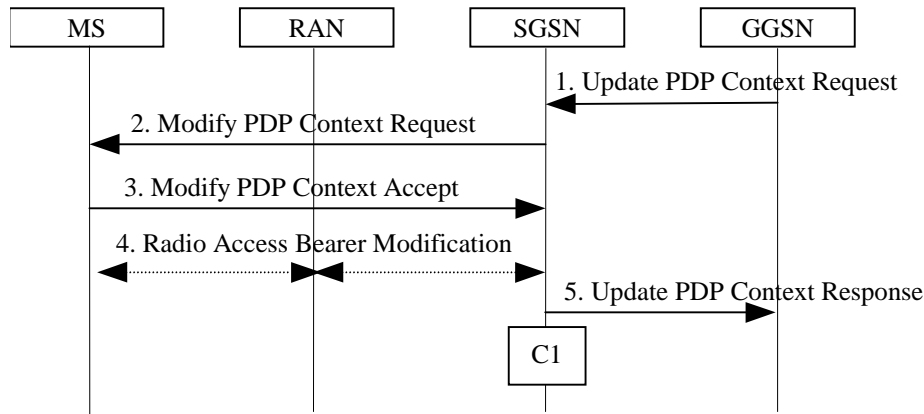 MS RAN SGSN GGSN
1. Update PDP Context Request
2. Modify PDP Context Request
3. Modify PDP Context Accept
4. Radio Access Bearer Modification
5. Update PDP Context Response
C1